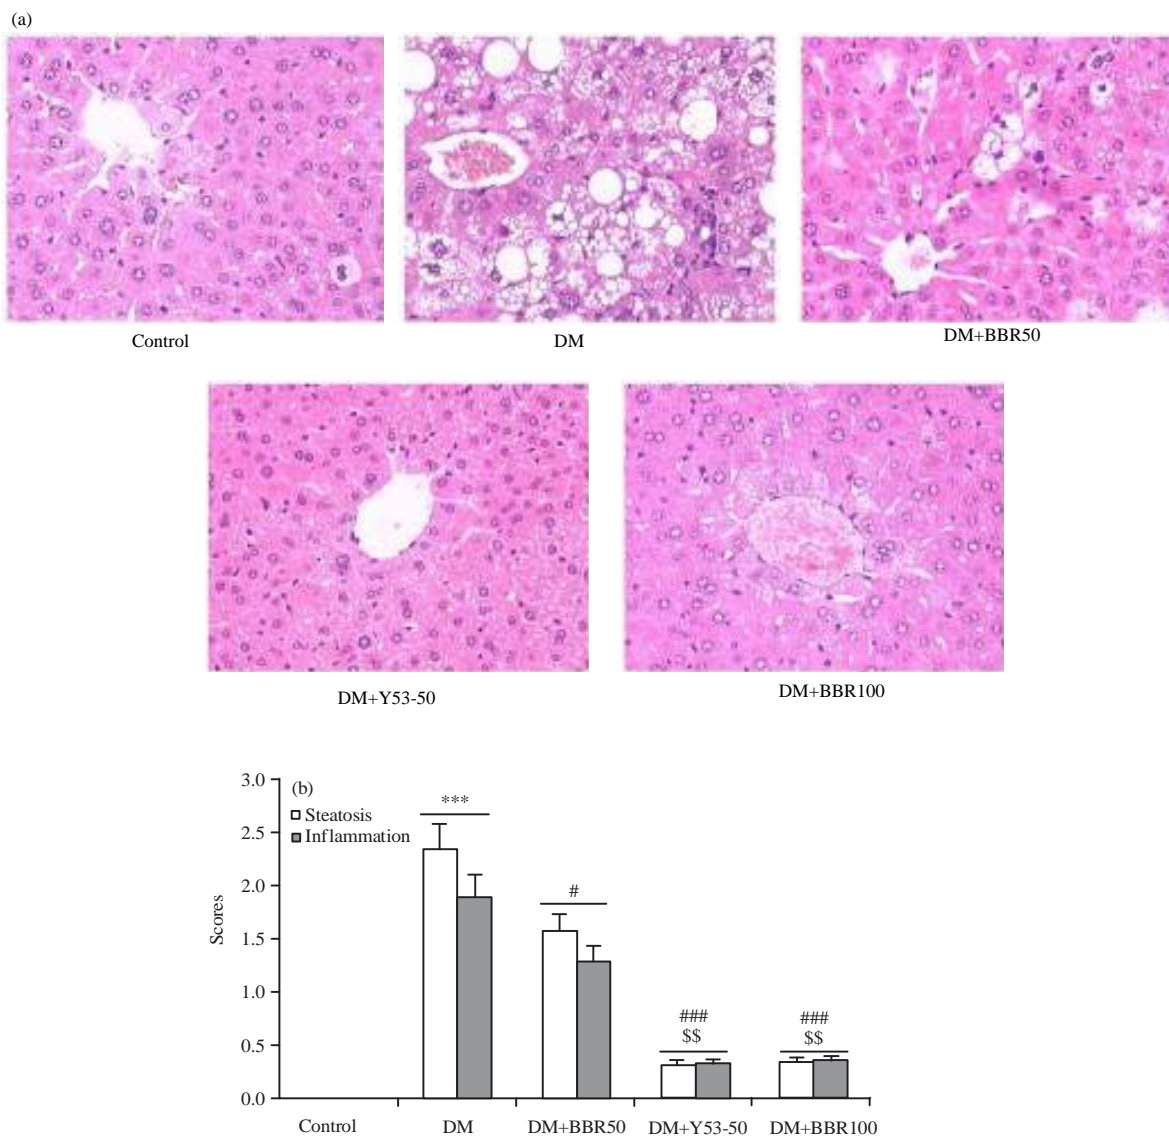 (a)
Control
DM
DM+BBR50
DM+Y53-50
DM+BBR100
(b)
Steatosis
Inflammation
Scores
3.0
2.5
2.0
1.5
1.0
0.5
0.0
***
#
###
$$
###
$$
Control
DM
DM+BBR50
DM+Y53-50
DM+BBR100